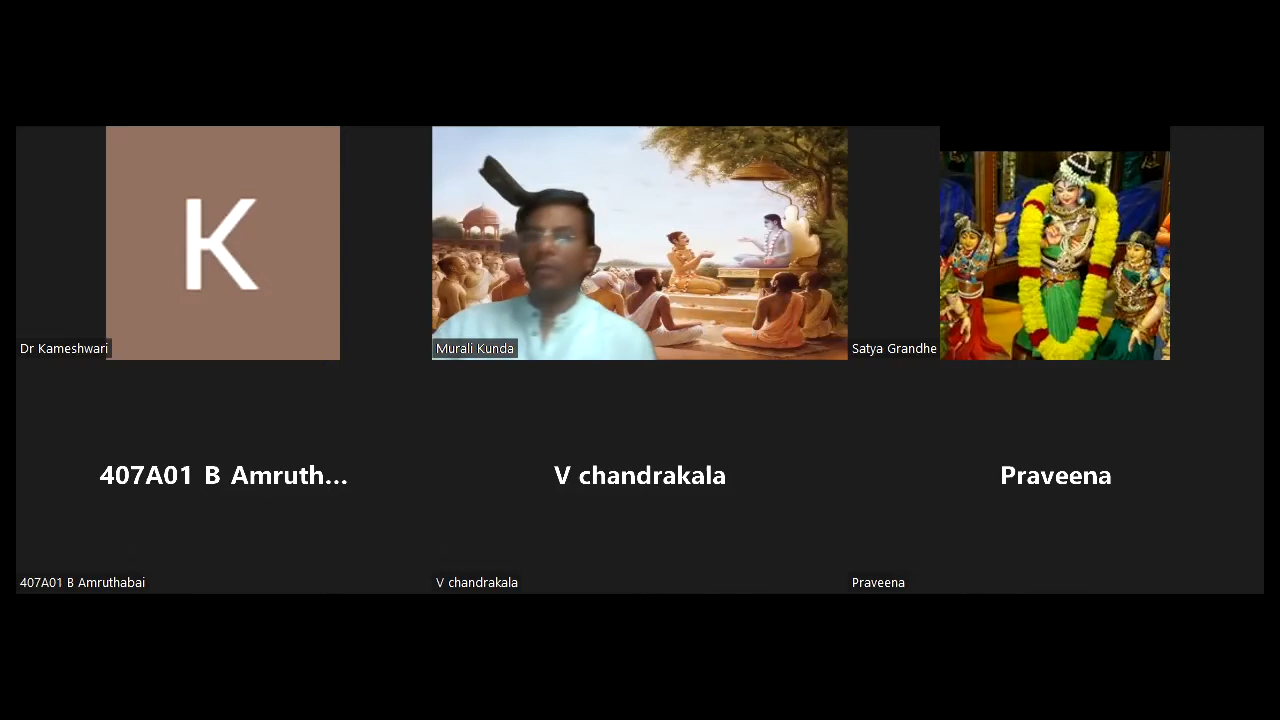 K
Dr Kameshwari
Murali Kunda
Satya Grandhe
407A01 B Amruth...
V chandrakala
Praveena
407A01 B Amruthabai
V chandrakala
Praveena